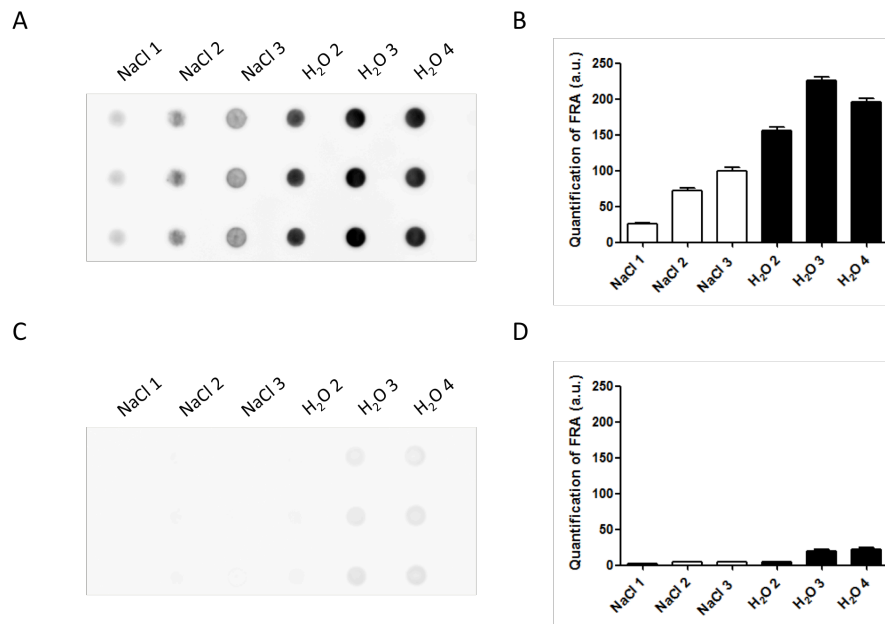 A
NaCl 1 NaCl 2 NaCl 3 H₂O 2 H₂O 3 H₂O 4
B
Quantification of FRA (a.u.)
250
200
150
100
50
0
NaCl 1 NaCl 2 NaCl 3 H₂O 2 H₂O 3 H₂O 4
C
NaCl 1 NaCl 2 NaCl 3 H₂O 2 H₂O 3 H₂O 4
D
Quantification of FRA (a.u.)
250
200
150
100
50
0
NaCl 1 NaCl 2 NaCl 3 H₂O 2 H₂O 3 H₂O 4